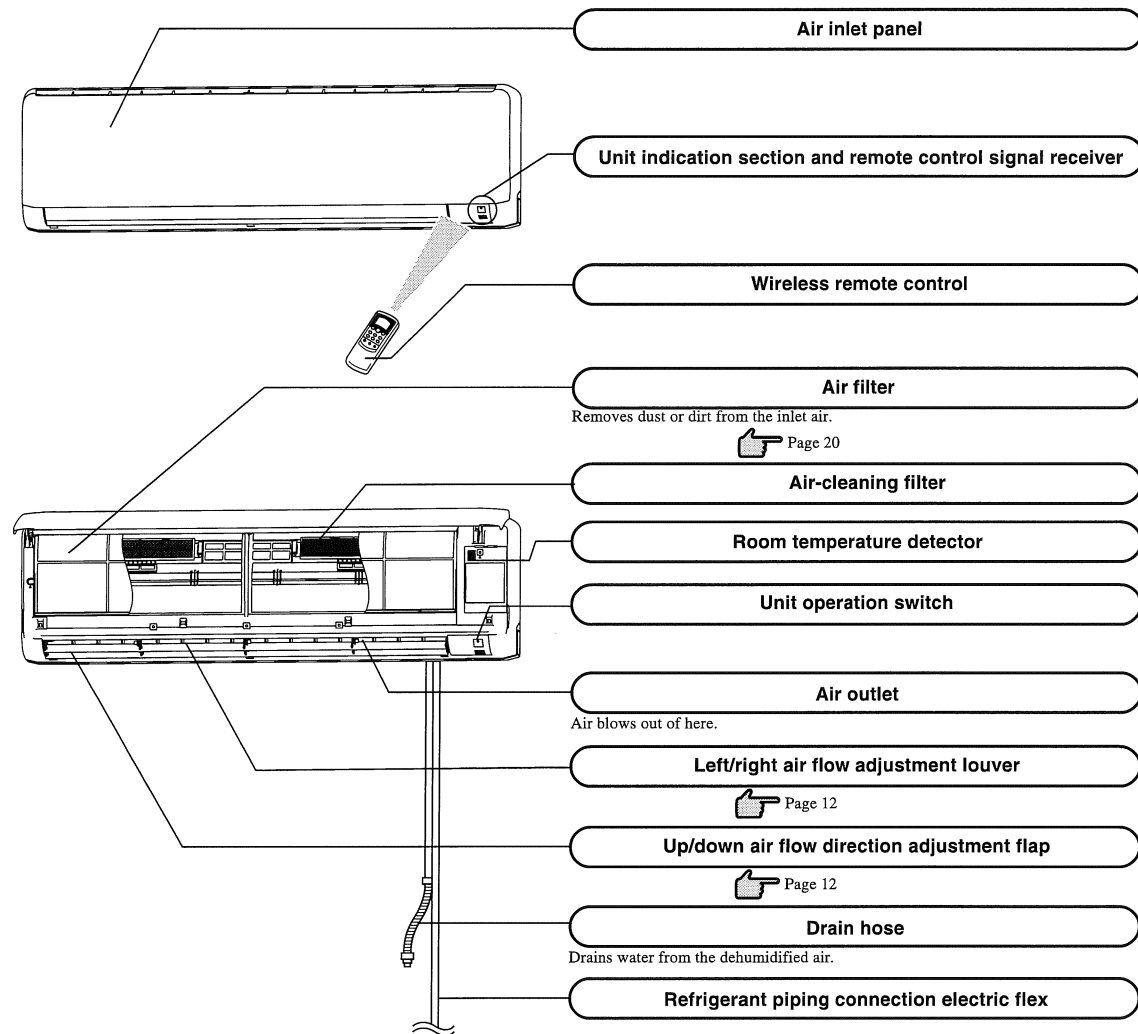 Air inlet panel
Unit indication section and remote control signal receiver
Wireless remote control
Air filter
Removes dust or dirt from the inlet air.
Page 20
Air-cleaning filter
Room temperature detector
Unit operation switch
Air outlet
Air blows out of here.
Left/right air flow adjustment louver
Page 12
Up/down air flow direction adjustment flap
Page 12
Drain hose
Drains water from the dehumidified air.
Refrigerant piping connection electric flex